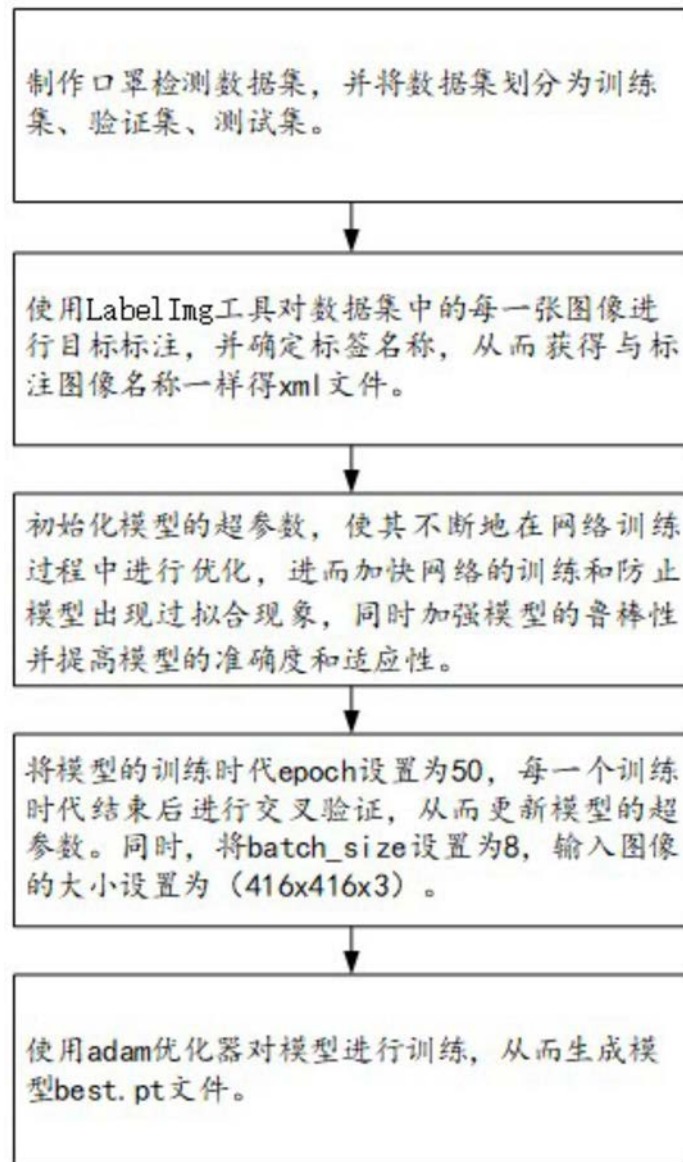 制作口罩检测数据集，并将数据集划分为训练
集、验证集、测试集。
使用LabelImg工具对数据集中的每一张图像进
行目标标注，并确定标签名称，从而获得与标
注图像名称一样得xml文件。
初始化模型的超参数，使其不断地在网络训练
过程中进行优化，进而加快网络的训练和防止
模型出现过拟合现象，同时加强模型的鲁棒性
并提高模型的准确度和适应性。
将模型的训练时代epoch设置为50，每一个训练
时代结束后进行交叉验证，从而更新模型的超
参数。同时，将batch_size设置为8，输入图像
的大小设置为（416x416x3）。
使用adam优化器对模型进行训练，从而生成模
型best.pt文件。